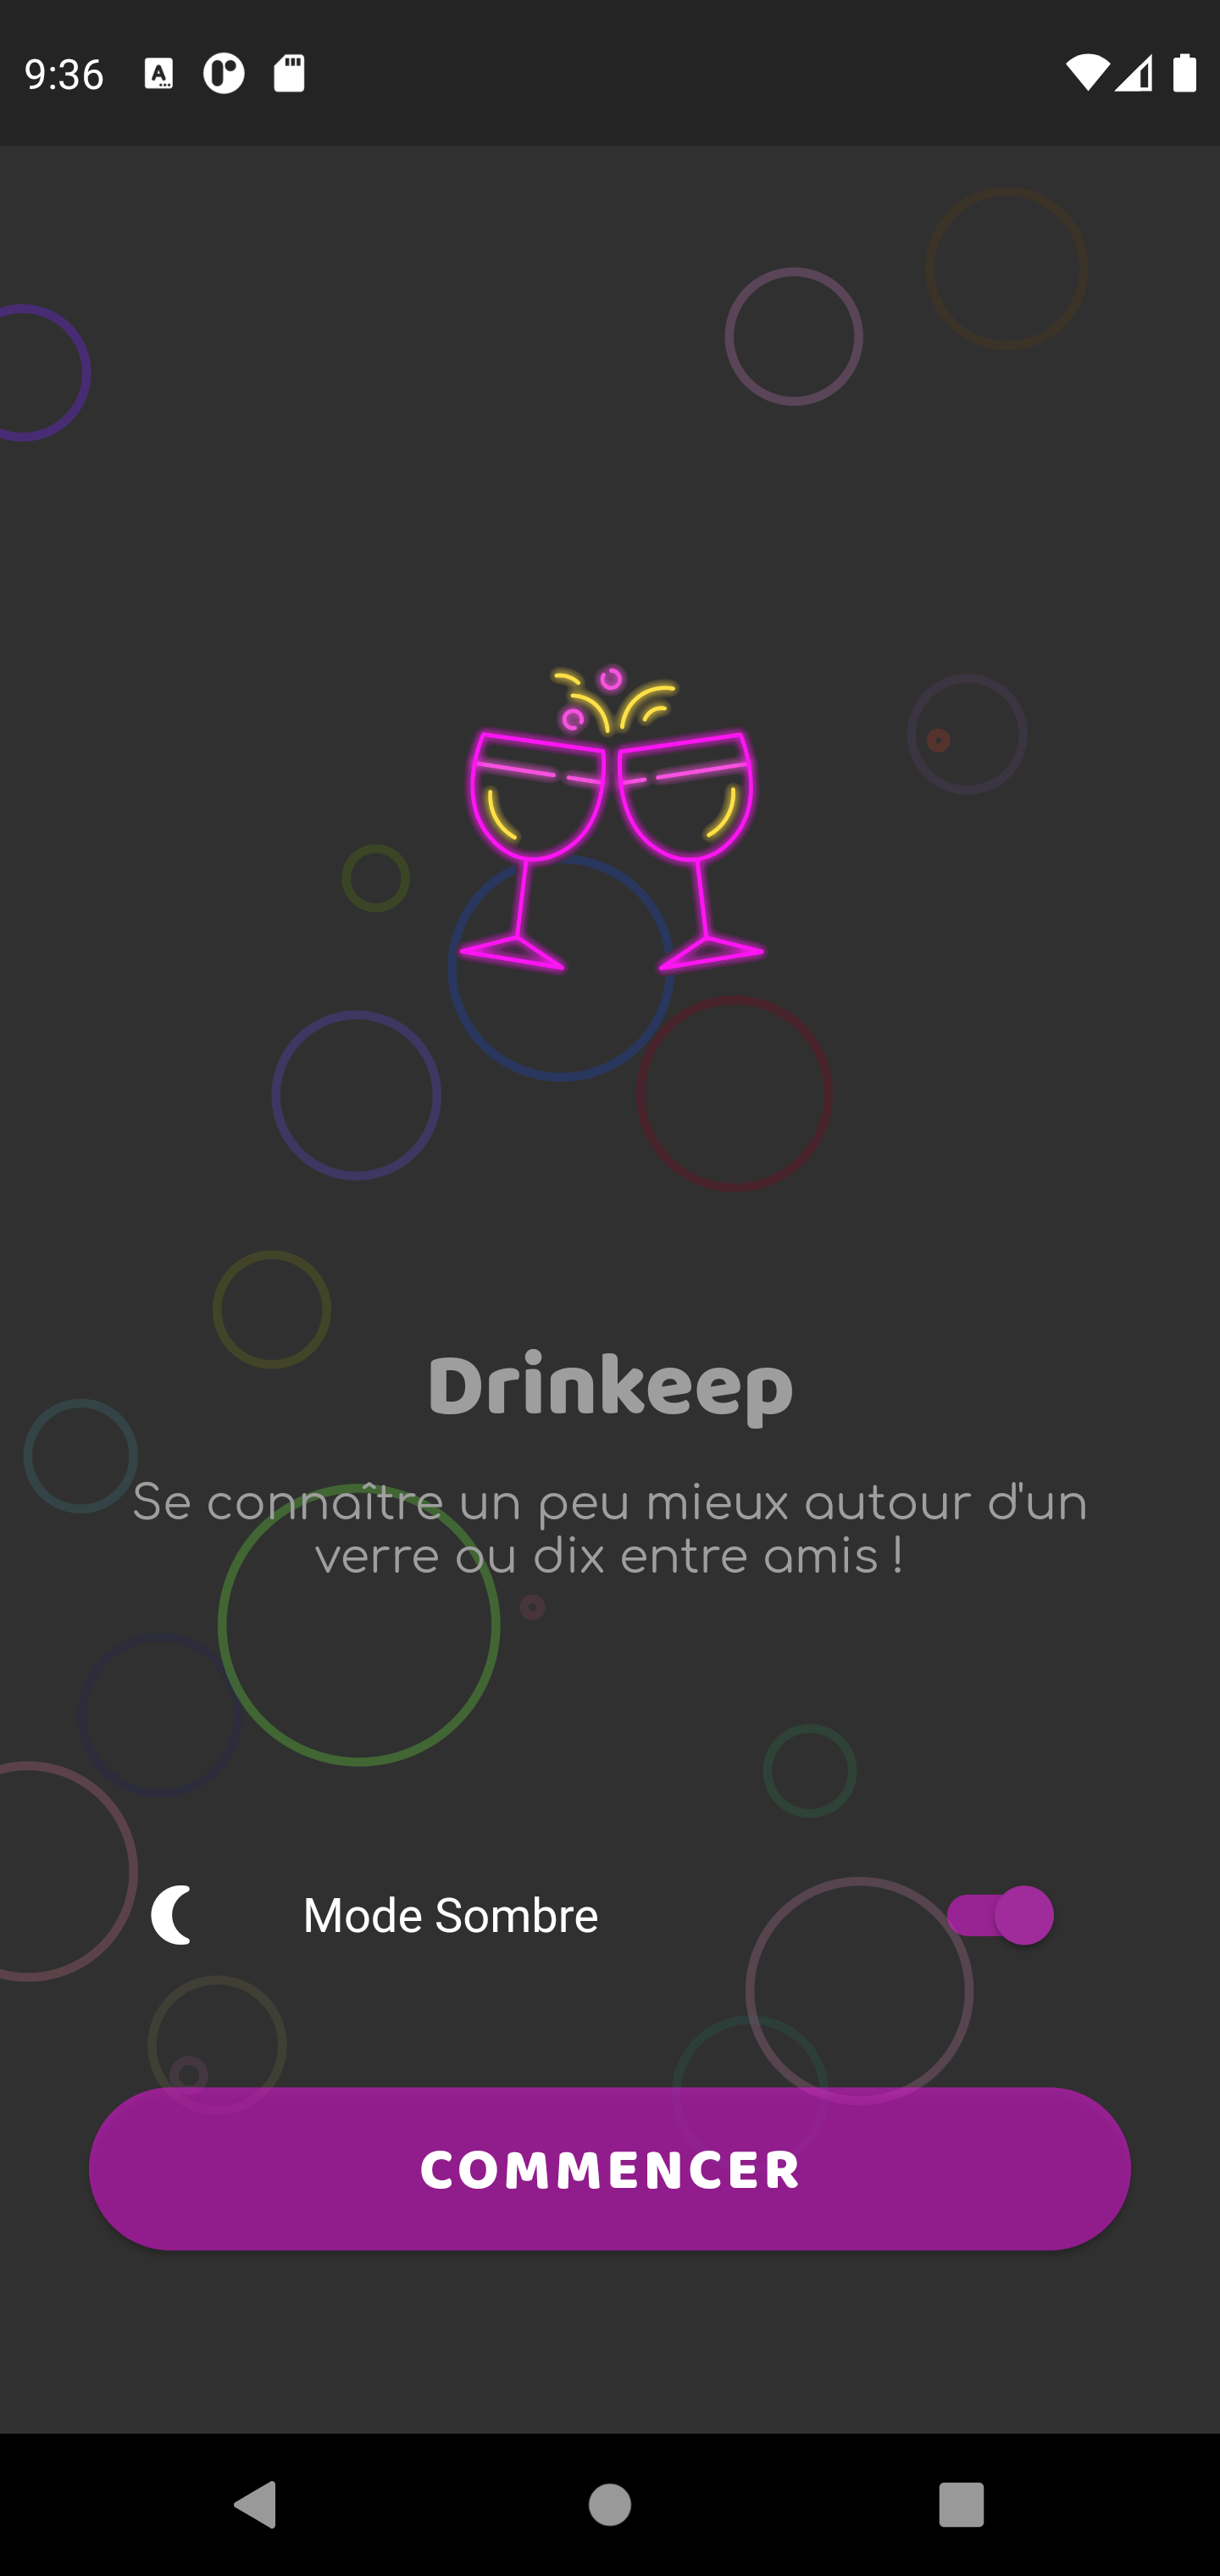 9:36
Drinkeep
Se connaître un peu mieux autour d'un
verre ou dix entre amis !
Mode Sombre
COMMENCER